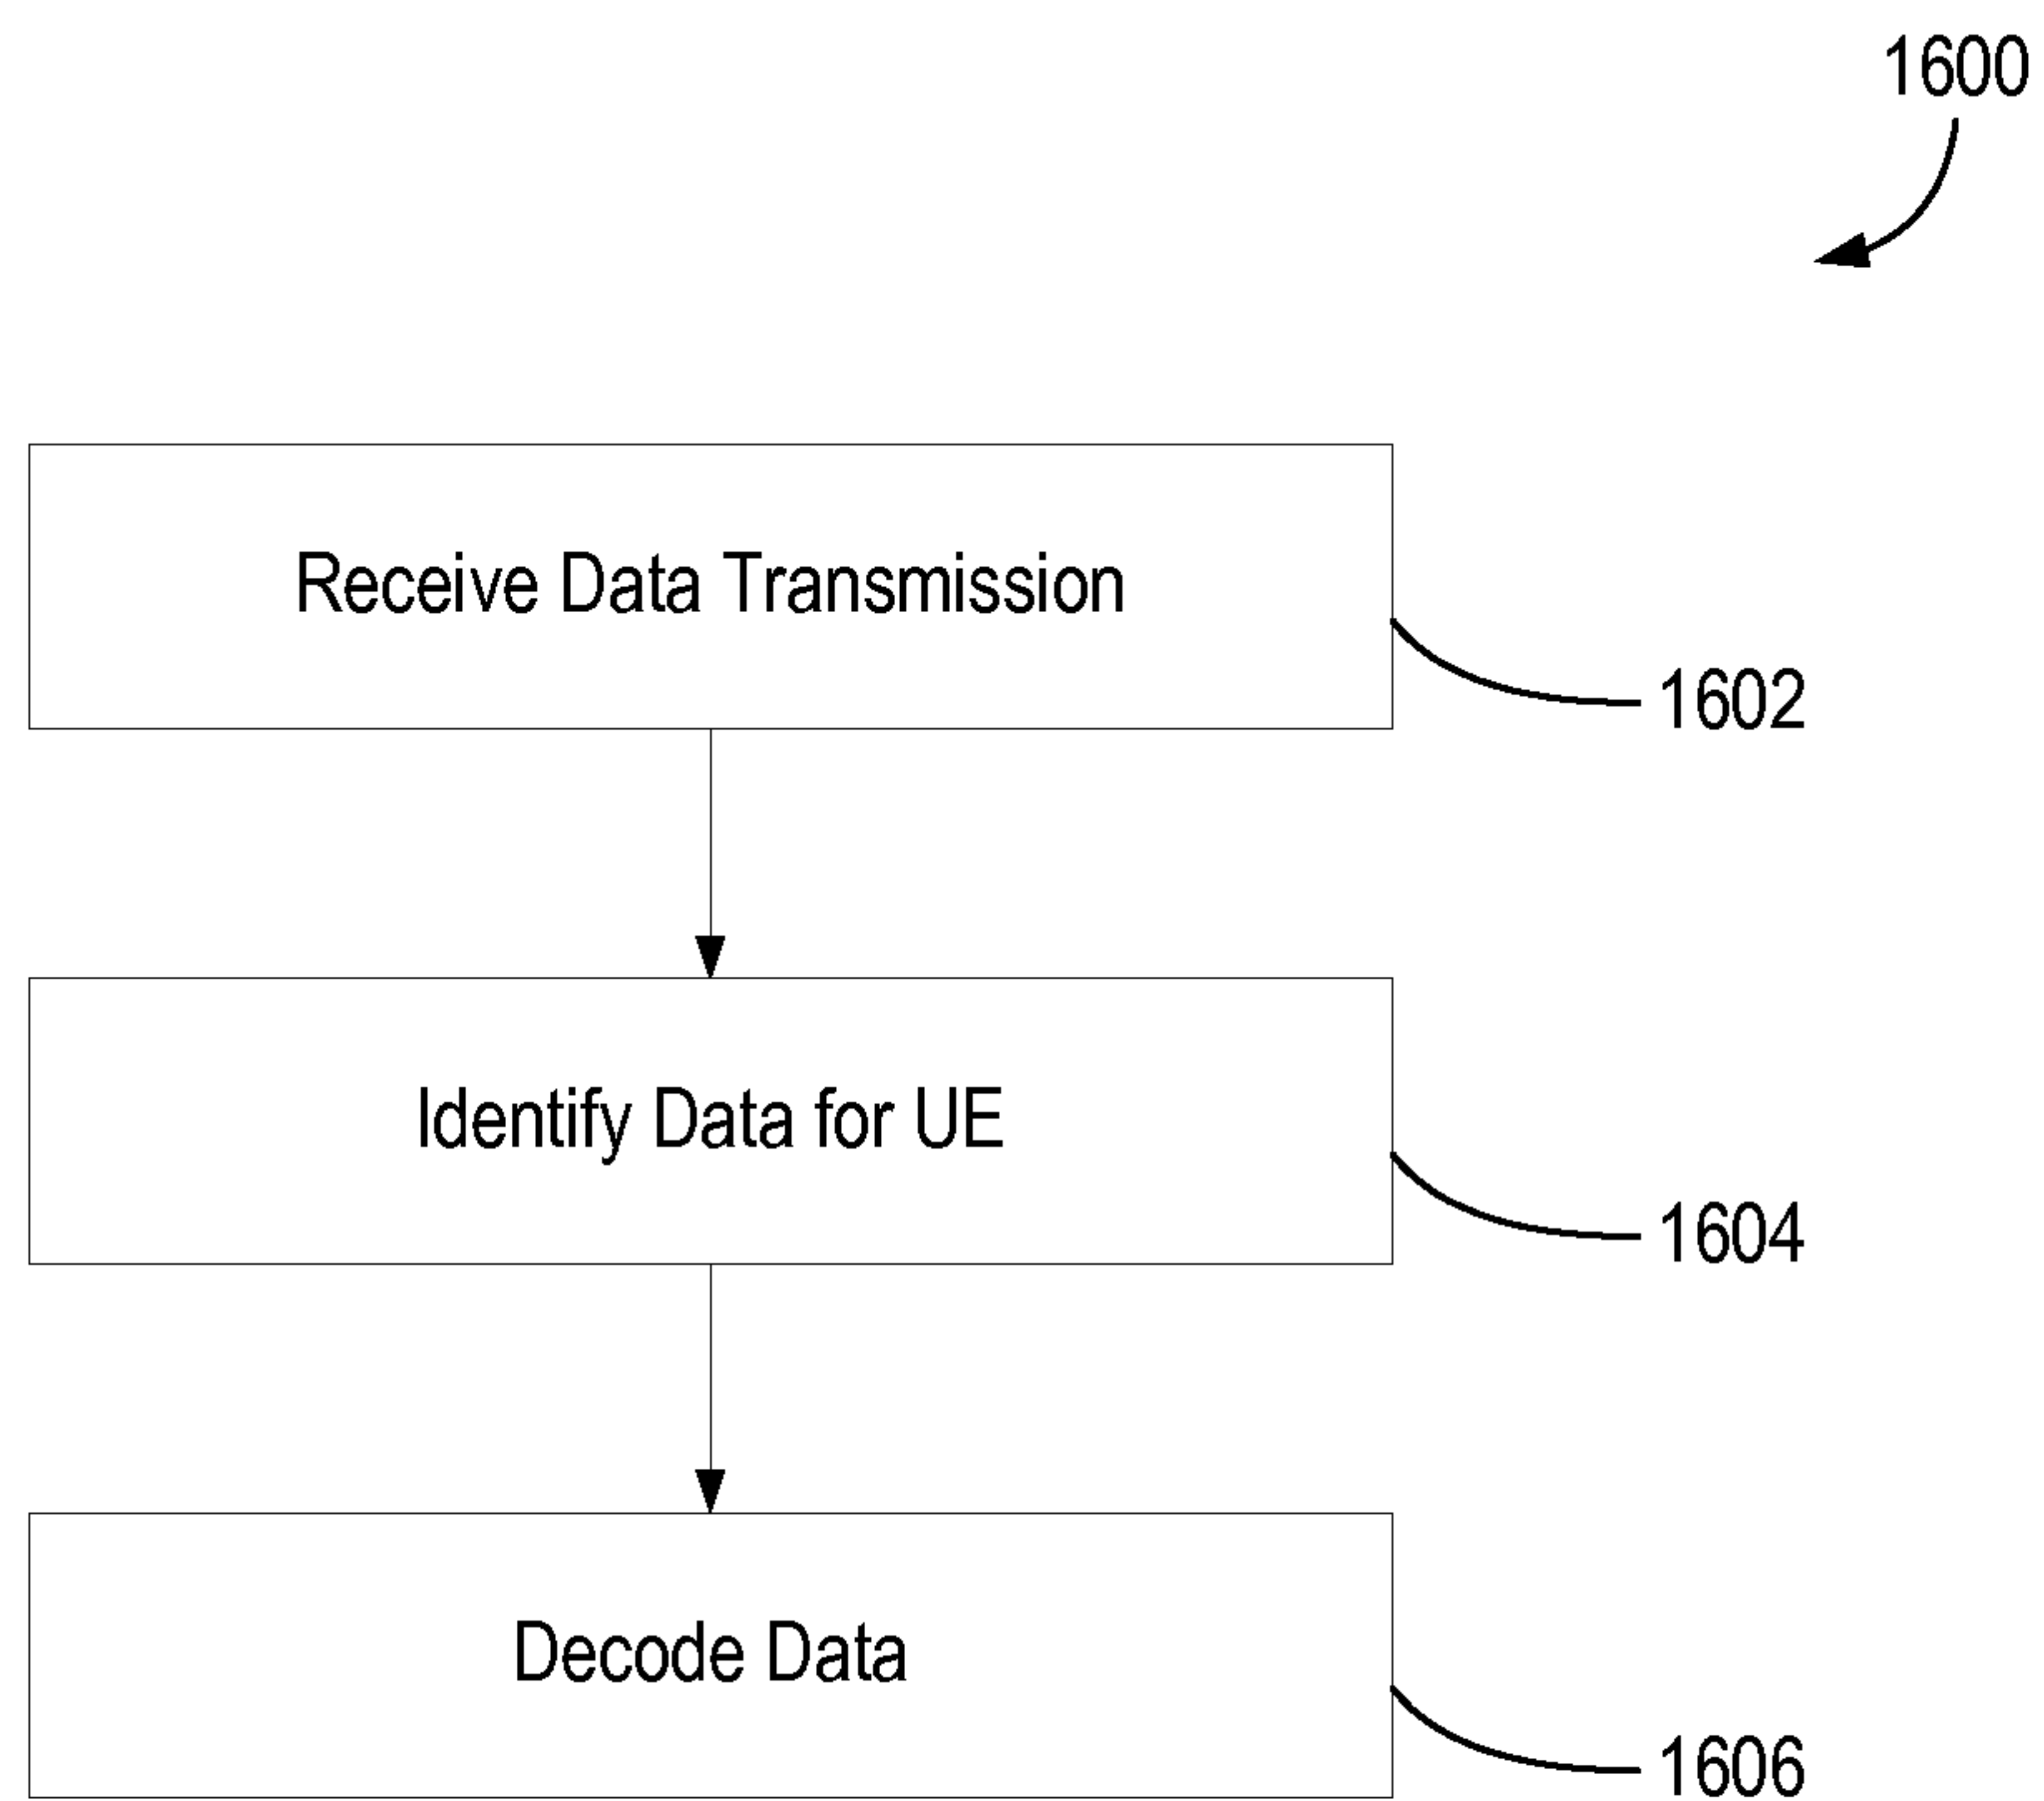 1600
Receive Data Transmission
1602
Identify Data for UE
1604
Decode Data
1606